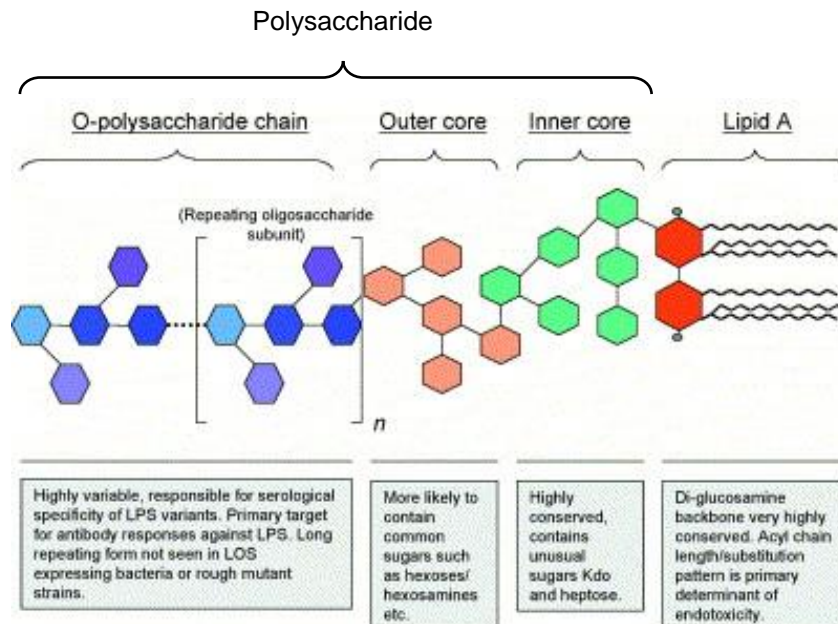 Polysaccharide
O-polysaccharide chain
Outer core
Inner core
Lipid A
(Repeating oligosaccharide
subunit)
n
Highly variable, responsible for serological
specificity of LPS variants. Primary target
for antibody responses against LPS. Long
repeating form not seen in LOS
expressing bacteria or rough mutant
strains.
More likely to
contain
common
sugars such
as hexoses/
hexosamines
etc.
Highly
conserved,
contains
unusual
sugars Kdo
and heptose.
Di-glucosamine
backbone very highly
conserved. Acyl chain
length/substitution
pattern is primary
determinant of
endotoxicity.